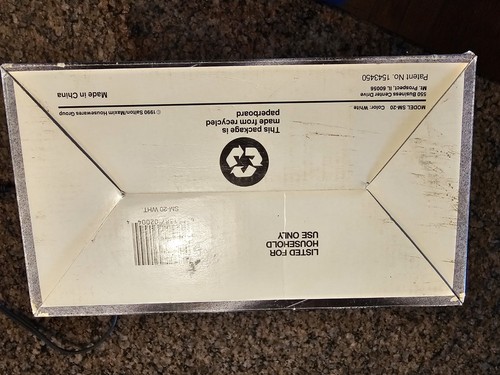 LISTED FOR
HOUSEHOLD
USE ONLY
SM-20 WHT
This package is
made from recycled
paperboard
MODEL SM-20 Color: White
© 1990 Salton/Maxim Housewares Group
550 Business Center Drive
Mt. Prospect, IL 60056
Made in China
Patent No. 1543450